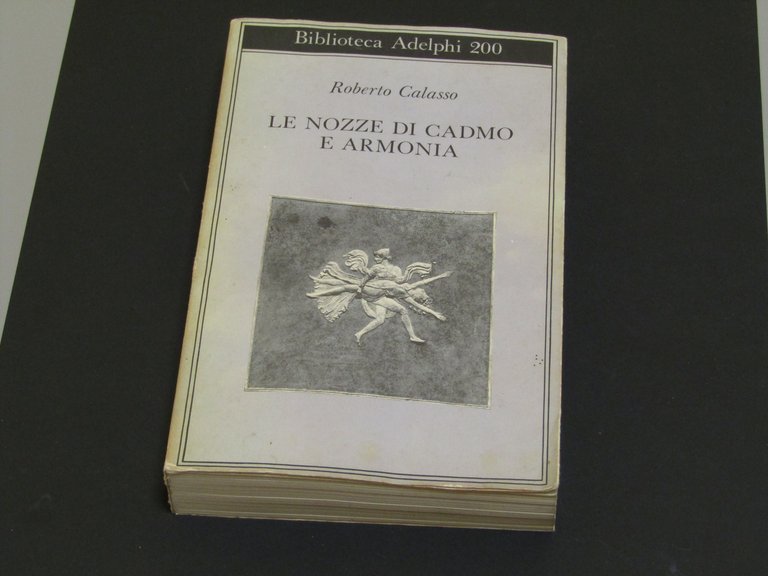 Biblioteca Adelphi 200
Roberto Calasso
LE NOZZE DI CADMO
E ARMONIA